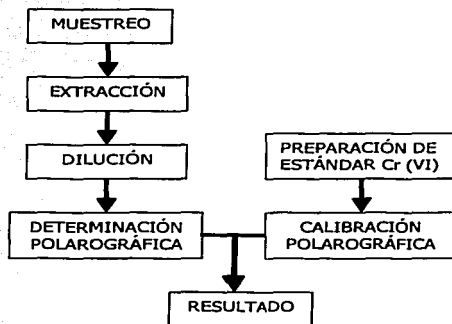 MUESTREO
EXTRACCIÓN
DILUCIÓN
PREPARACIÓN DE
ESTÁNDAR Cr (VI)
DETERMINACIÓN
POLAROGRÁFICA
CALIBRACIÓN
POLAROGRÁFICA
RESULTADO